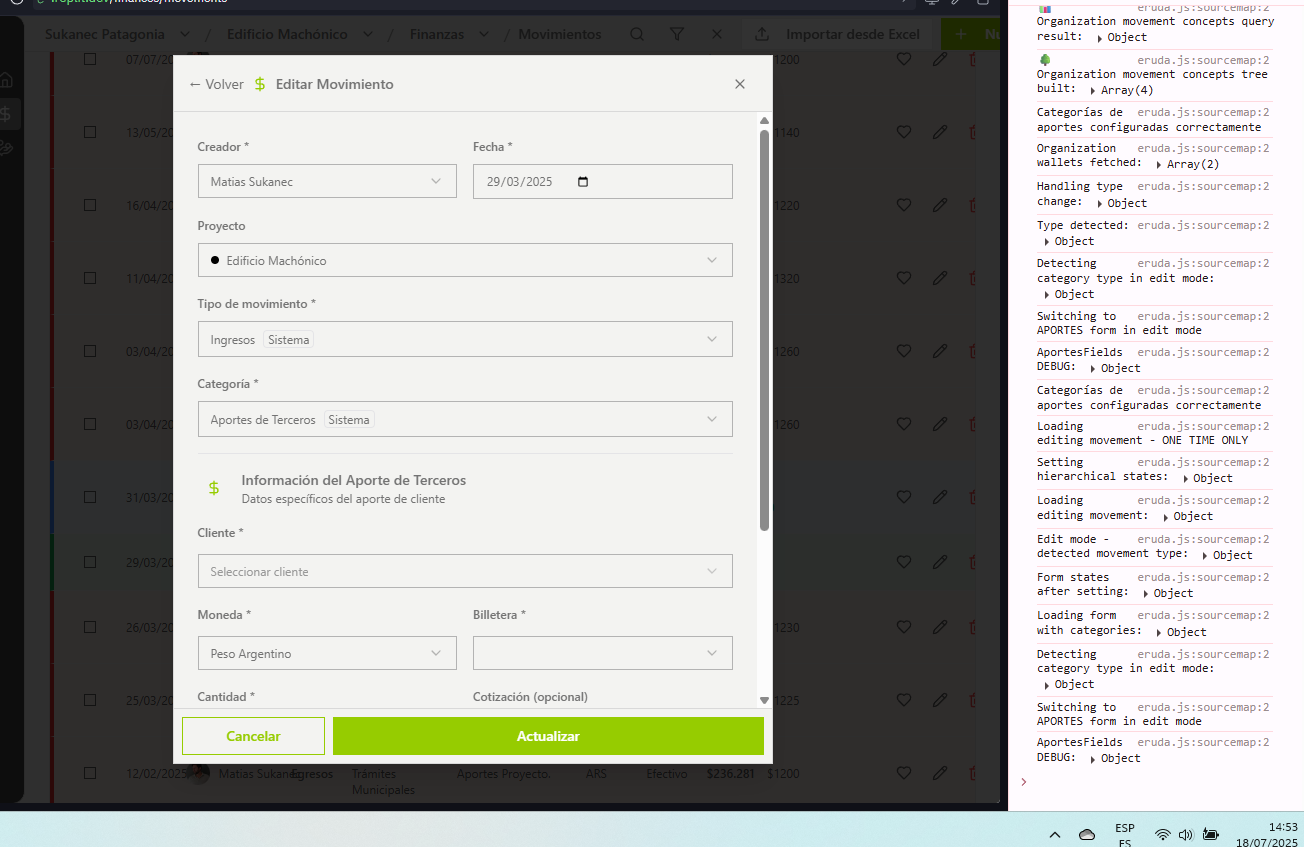 Sukanec Patagonia / Edificio Machónico / Finanzas / Movimientos Importar desde Excel + Nu
← Volver Editar Movimiento
Creador * Fecha *
Matias Sukanec 29/03/2025
Proyecto
Edificio Machónico
Tipo de movimiento *
Ingresos Sistema
Categoría *
Aportes de Terceros Sistema
Información del Aporte de Terceros
Datos específicos del aporte de cliente
Cliente *
Seleccionar cliente
Moneda * Billetera *
Peso Argentino
Cantidad * Cotización (opcional)
Cancelar Actualizar
07/07/20 1200
13/05/20 1140
16/04/20 1220
11/04/20 1320
03/04/20 1260
03/04/20 1260
31/03/20
29/03/20
26/03/20 1230
25/03/20 1225
12/02/2025 Matias Sukanec Egresos Trámites Aportes Proyecto. ARS Efectivo $236.281 $1200
Municipales
eruda.js:sourcemap:2
Organization movement concepts query
result: ▸ Object
eruda.js:sourcemap:2
Organization movement concepts tree
built: ▸ Array(4)
Categorías de eruda.js:sourcemap:2
aportes configuradas correctamente
Organization eruda.js:sourcemap:2
wallets fetched: ▸ Array(2)
Handling type eruda.js:sourcemap:2
change: ▸ Object
Type detected: eruda.js:sourcemap:2
▸ Object
Detecting eruda.js:sourcemap:2
category type in edit mode:
▸ Object
Switching to eruda.js:sourcemap:2
APORTES form in edit mode
AportesFields eruda.js:sourcemap:2
DEBUG: ▸ Object
Categorías de eruda.js:sourcemap:2
aportes configuradas correctamente
Loading eruda.js:sourcemap:2
editing movement - ONE TIME ONLY
Setting eruda.js:sourcemap:2
hierarchical states: ▸ Object
Loading eruda.js:sourcemap:2
editing movement: ▸ Object
Edit mode - eruda.js:sourcemap:2
detected movement type: ▸ Object
Form states eruda.js:sourcemap:2
after setting: ▸ Object
Loading form eruda.js:sourcemap:2
with categories: ▸ Object
Detecting eruda.js:sourcemap:2
category type in edit mode:
▸ Object
Switching to eruda.js:sourcemap:2
APORTES form in edit mode
AportesFields eruda.js:sourcemap:2
DEBUG: ▸ Object
ESP 14:53
ES 18/07/2025